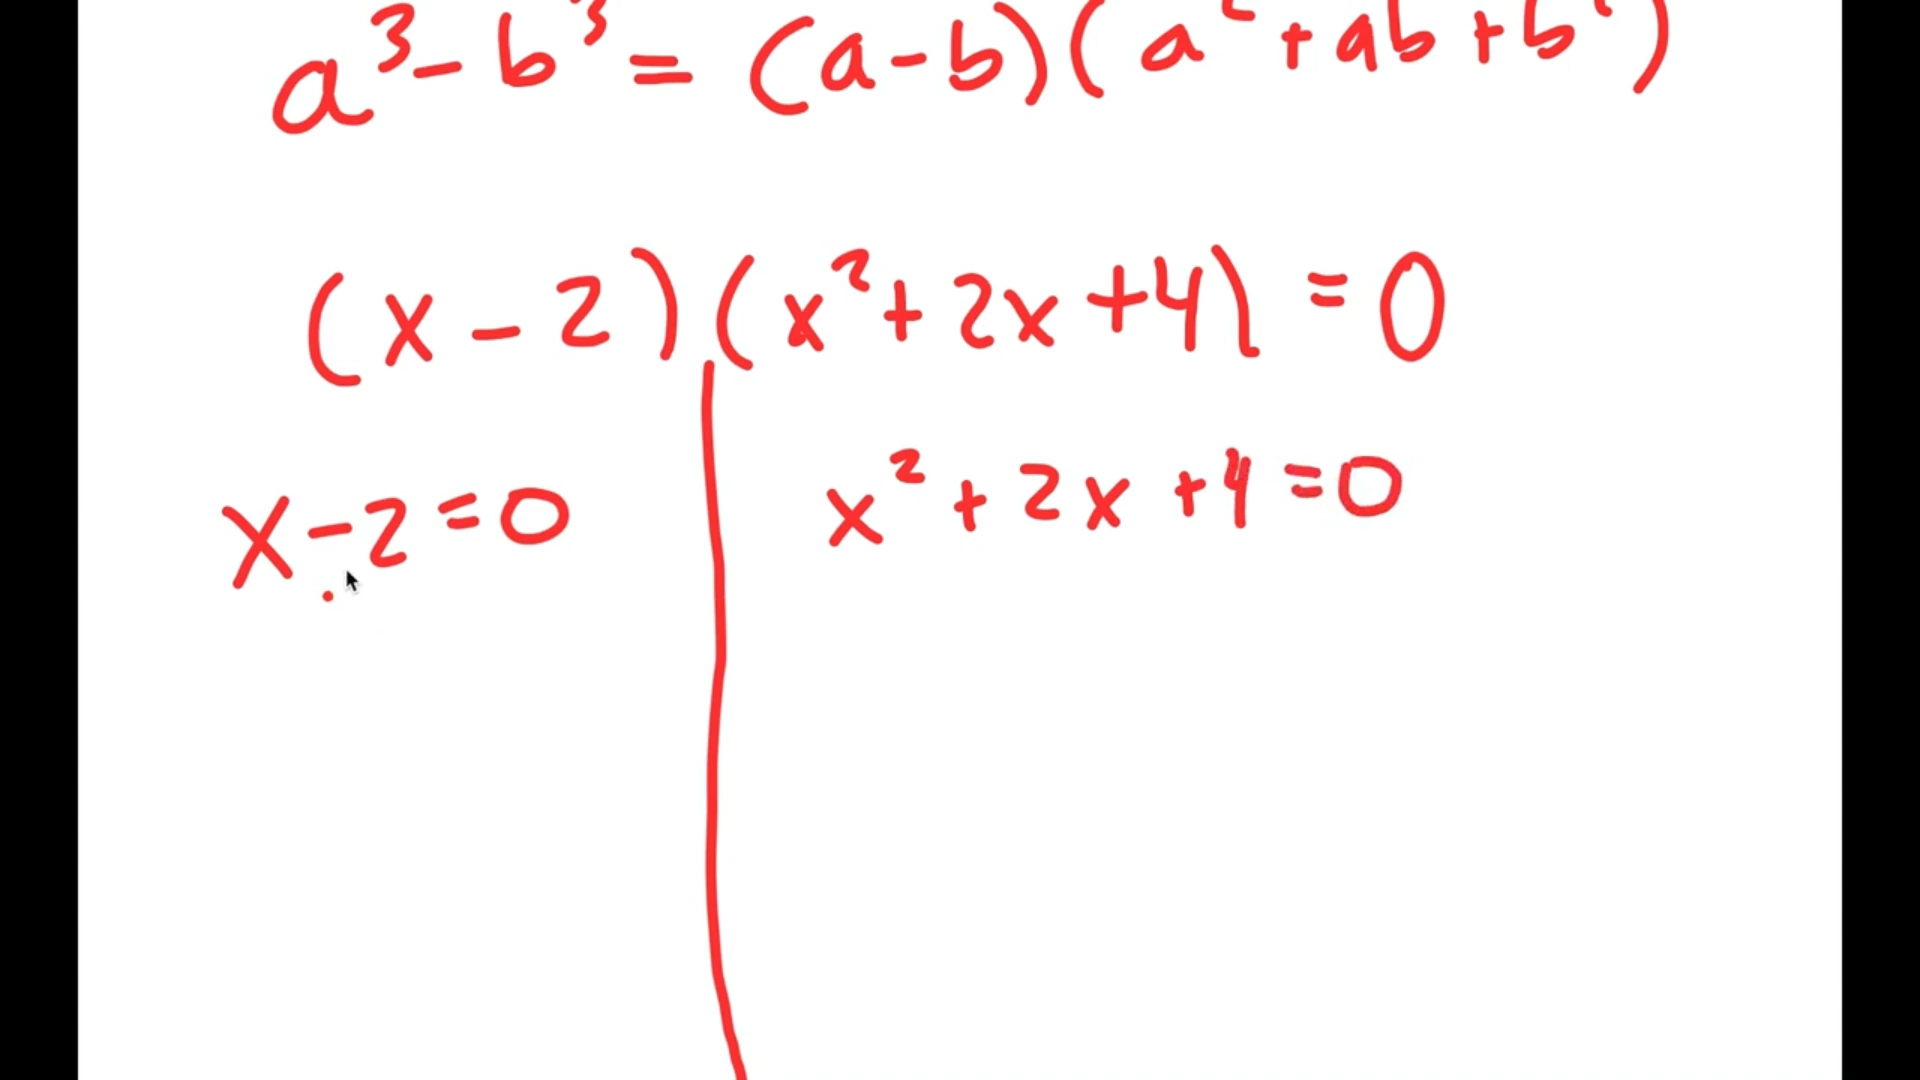 a³ - b³ = (a - b)(a² + ab + b²)
(x - 2)(x² + 2x + 4) = 0
x - 2 = 0
x² + 2x + 4 = 0